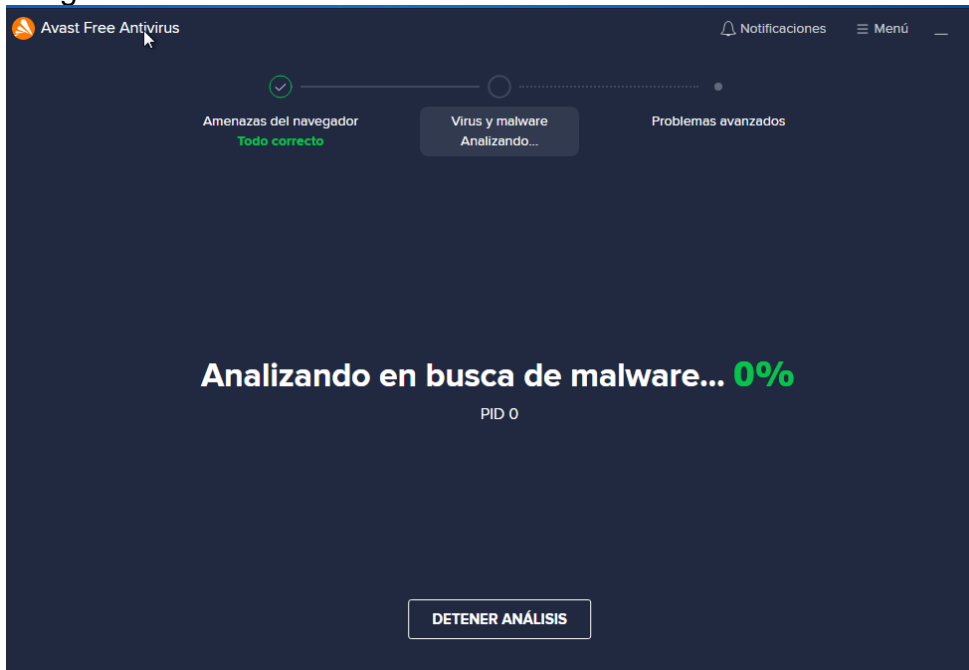 Avast Free Antivirus
Notificaciones
Menú
Amenazas del navegador
Todo correcto
Virus y malware
Analizando...
Problemas avanzados
Analizando en busca de malware... 0%
PID 0
DETENER ANÁLISIS